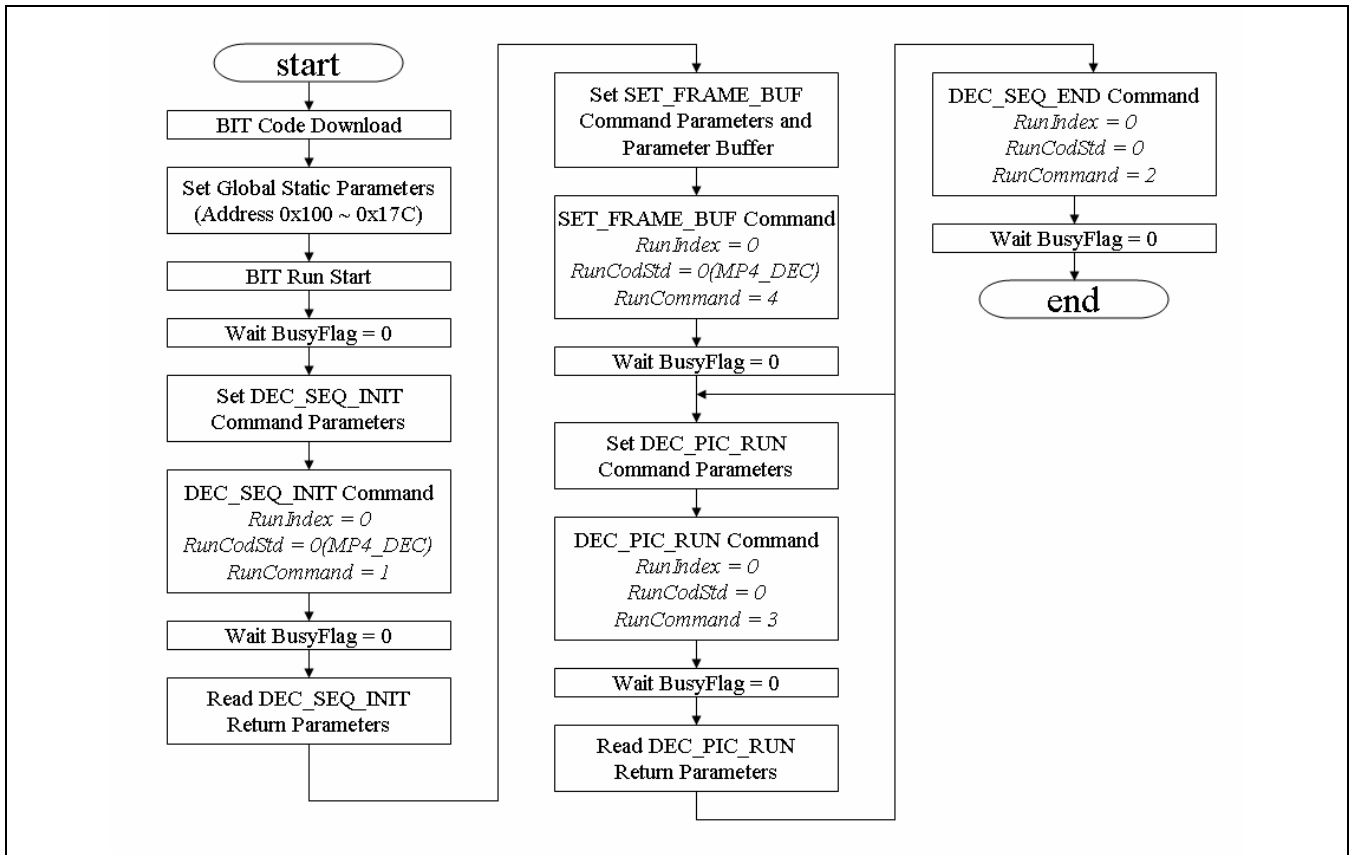 start
BIT Code Download
Set Global Static Parameters
(Address 0x100 ~ 0x17C)
BIT Run Start
Wait BusyFlag = 0
Set DEC_SEQ_INIT
Command Parameters
DEC_SEQ_INIT Command
RunIndex = 0
RunCodStd = 0(MP4_DEC)
RunCommand = 1
Wait BusyFlag = 0
Read DEC_SEQ_INIT
Return Parameters
Set SET_FRAME_BUF
Command Parameters and
Parameter Buffer
SET_FRAME_BUF Command
RunIndex = 0
RunCodStd = 0(MP4_DEC)
RunCommand = 4
Wait BusyFlag = 0
Set DEC_PIC_RUN
Command Parameters
DEC_PIC_RUN Command
RunIndex = 0
RunCodStd = 0
RunCommand = 3
Wait BusyFlag = 0
Read DEC_PIC_RUN
Return Parameters
DEC_SEQ_END Command
RunIndex = 0
RunCodStd = 0
RunCommand = 2
Wait BusyFlag = 0
end